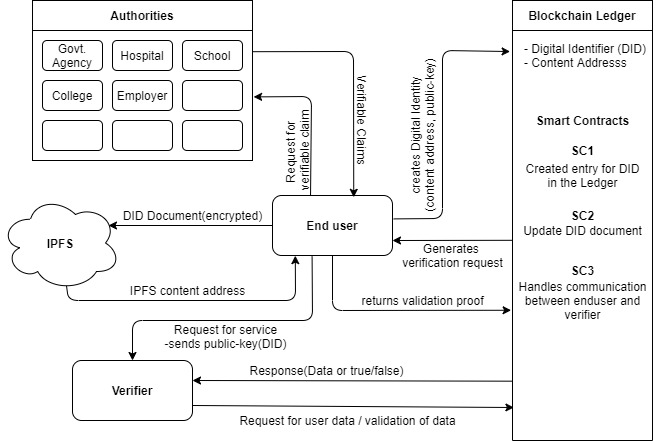 Authorities
Govt.
Agency
Hospital
School
College
Employer
Verifiable Claims
Request for
verifiable claim
creates Digital Identity
(content address, public-key)
Blockchain Ledger
- Digital Identifier (DID)
- Content Addresss
Smart Contracts
SC1
Created entry for DID
in the Ledger
SC2
Update DID document
SC3
Handles communication
between enduser and
verifier
DID Document(encrypted)
End user
IPFS
Generates
verification request
IPFS content address
returns validation proof
Request for service
-sends public-key(DID)
Response(Data or true/false)
Verifier
Request for user data / validation of data